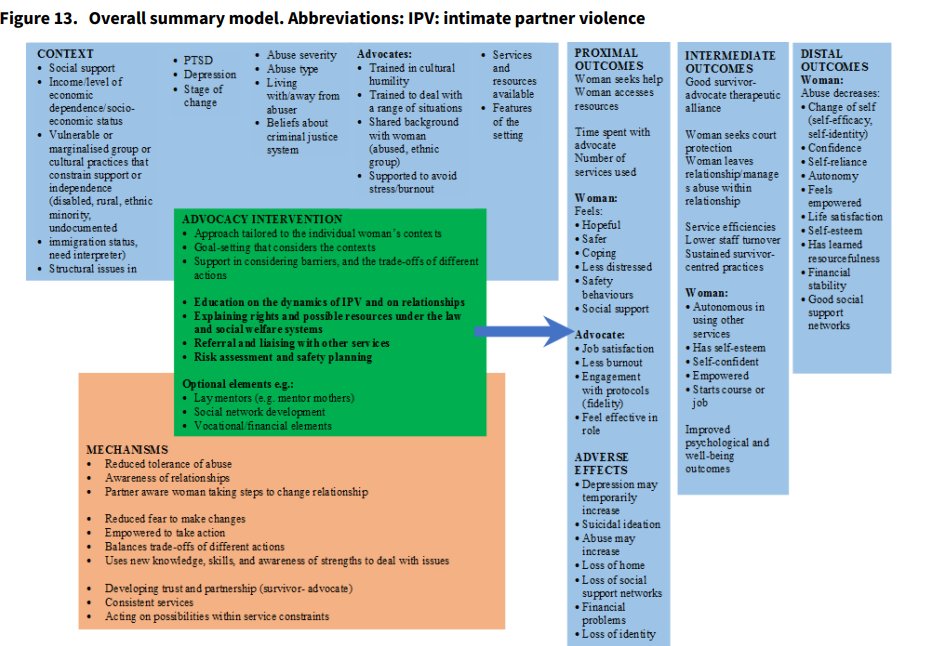 Figure 13.   Overall summary model. Abbreviations: IPV: intimate partner violence
CONTEXT
• Social support
• Income/level of
economic
dependence/socio-
economic status
• Vulnerable or
marginalised group or
cultural practices that
constrain support or
independence
(disabled, rural, ethnic
minority,
undocumented
• immigration status,
need interpreter)
• Structural issues in
• PTSD
• Depression
• Stage of
change
• Abuse severity
• Abuse type
• Living
with/away from
abuser
• Beliefs about
criminal justice
system
Advocates:
• Trained in cultural
humility
• Trained to deal with
a range of situations
• Shared background
with woman
(abused, ethnic
group)
• Supported to avoid
stress/burnout
• Services
and
resources
available
• Features
of the
setting
ADVOCACY INTERVENTION
• Approach tailored to the individual woman's contexts
• Goal-setting that considers the contexts
• Support in considering barriers, and the trade-offs of different
actions
• Education on the dynamics of IPV and on relationships
• Explaining rights and possible resources under the law
and social welfare systems
• Referral and liaising with other services
• Risk assessment and safety planning
Optional elements e.g.:
• Lay mentors (e.g. mentor mothers)
• Social network development
• Vocational/financial elements
MECHANISMS
• Reduced tolerance of abuse
• Awareness of relationships
• Partner aware woman taking steps to change relationship
• Reduced fear to make changes
• Empowered to take action
• Balances trade-offs of different actions
• Uses new knowledge, skills, and awareness of strengths to deal with issues
• Developing trust and partnership (survivor- advocate)
• Consistent services
• Acting on possibilities within service constraints
PROXIMAL
OUTCOMES
Woman seeks help
Woman accesses
resources
Time spent with
advocate
Number of
services used
Woman:
Feels:
• Hopeful
• Safer
• Coping
• Less distressed
• Safety
behaviours
• Social support
Advocate:
• Job satisfaction
• Less burnout
• Engagement
with protocols
(fidelity)
• Feel effective in
role
ADVERSE
EFFECTS
• Depression may
temporarily
increase
• Suicidal ideation
• Abuse may
increase
• Loss of home
• Loss of social
support networks
• Financial
problems
• Loss of identity
INTERMEDIATE
OUTCOMES
Good survivor-
advocate therapeutic
alliance
Woman seeks court
protection
Woman leaves
relationship/manage
s abuse within
relationship
Service efficiencies
Lower staff turnover
Sustained survivor-
centred practices
Woman:
• Autonomous in
using other
services
• Has self-esteem
• Self-confident
• Empowered
• Starts course or
job
Improved
psychological and
well-being
outcomes
DISTAL
OUTCOMES
Woman:
Abuse decreases:
• Change of self
(self-efficacy,
self-identity)
• Confidence
• Self-reliance
• Autonomy
• Feels
empowered
• Life satisfaction
• Self-esteem
• Has learned
resourcefulness
• Financial
stability
• Good social
support
networks